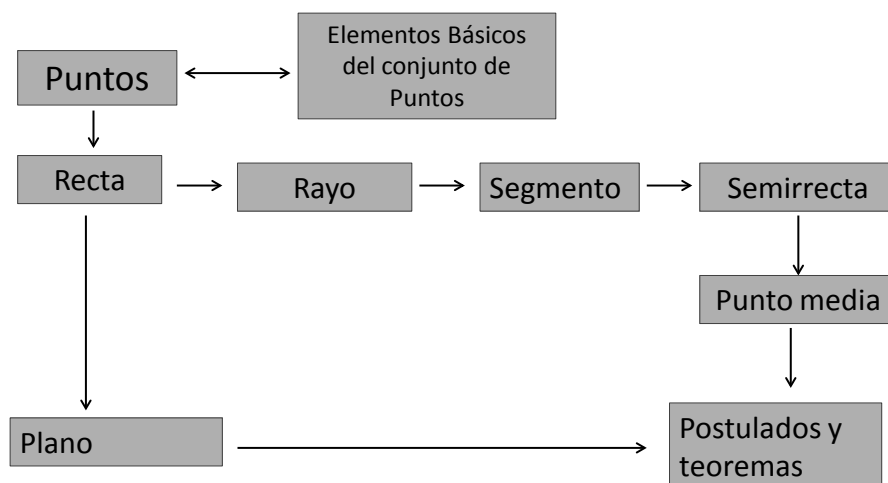 Elementos Básicos
del conjunto de
Puntos
Puntos
Recta
Rayo
Segmento
Semirrecta
Punto media
Plano
Postulados y
teoremas